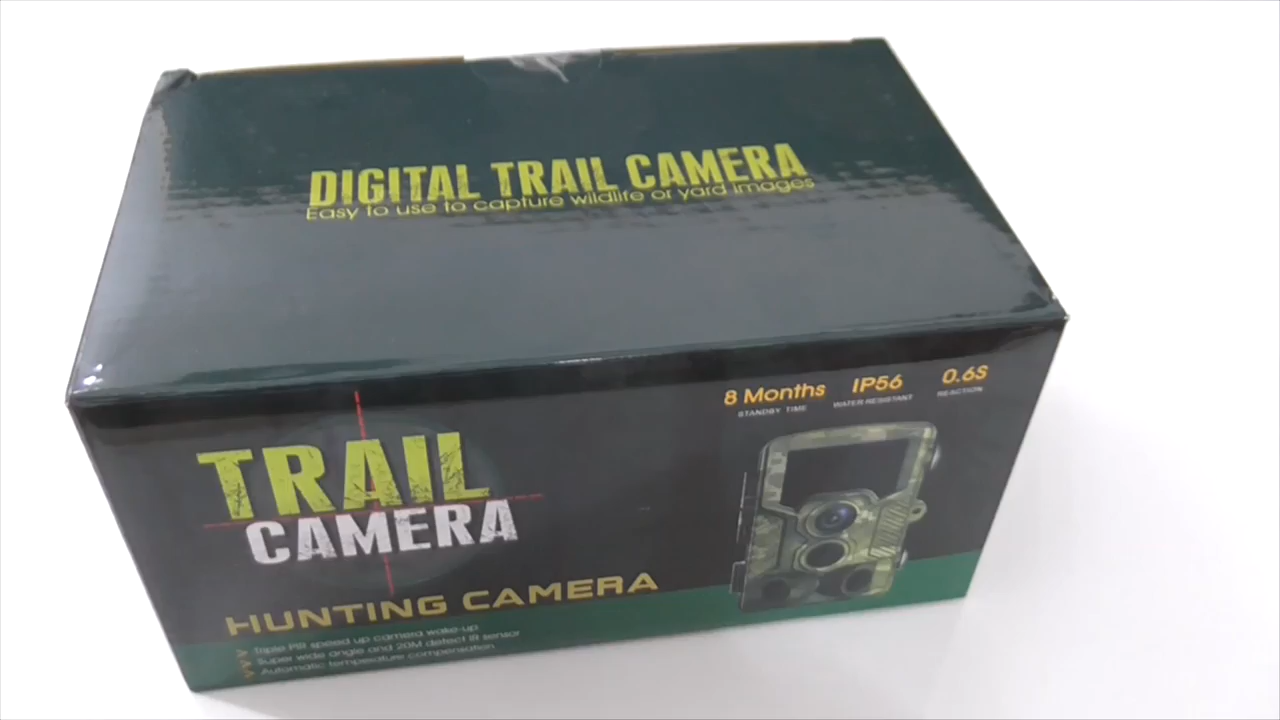 DIGITAL TRAIL CAMERA
Easy to use to capture wildlife or yard images
8 Months
STANDBY TIME
IP56
WATER RESISTANT
0.6S
REACTION
TRAIL
CAMERA
HUNTING CAMERA
Triple PIR speed up camera wake-up
Super wide angle and 20M detect IR sensor
Automatic temperature compensation